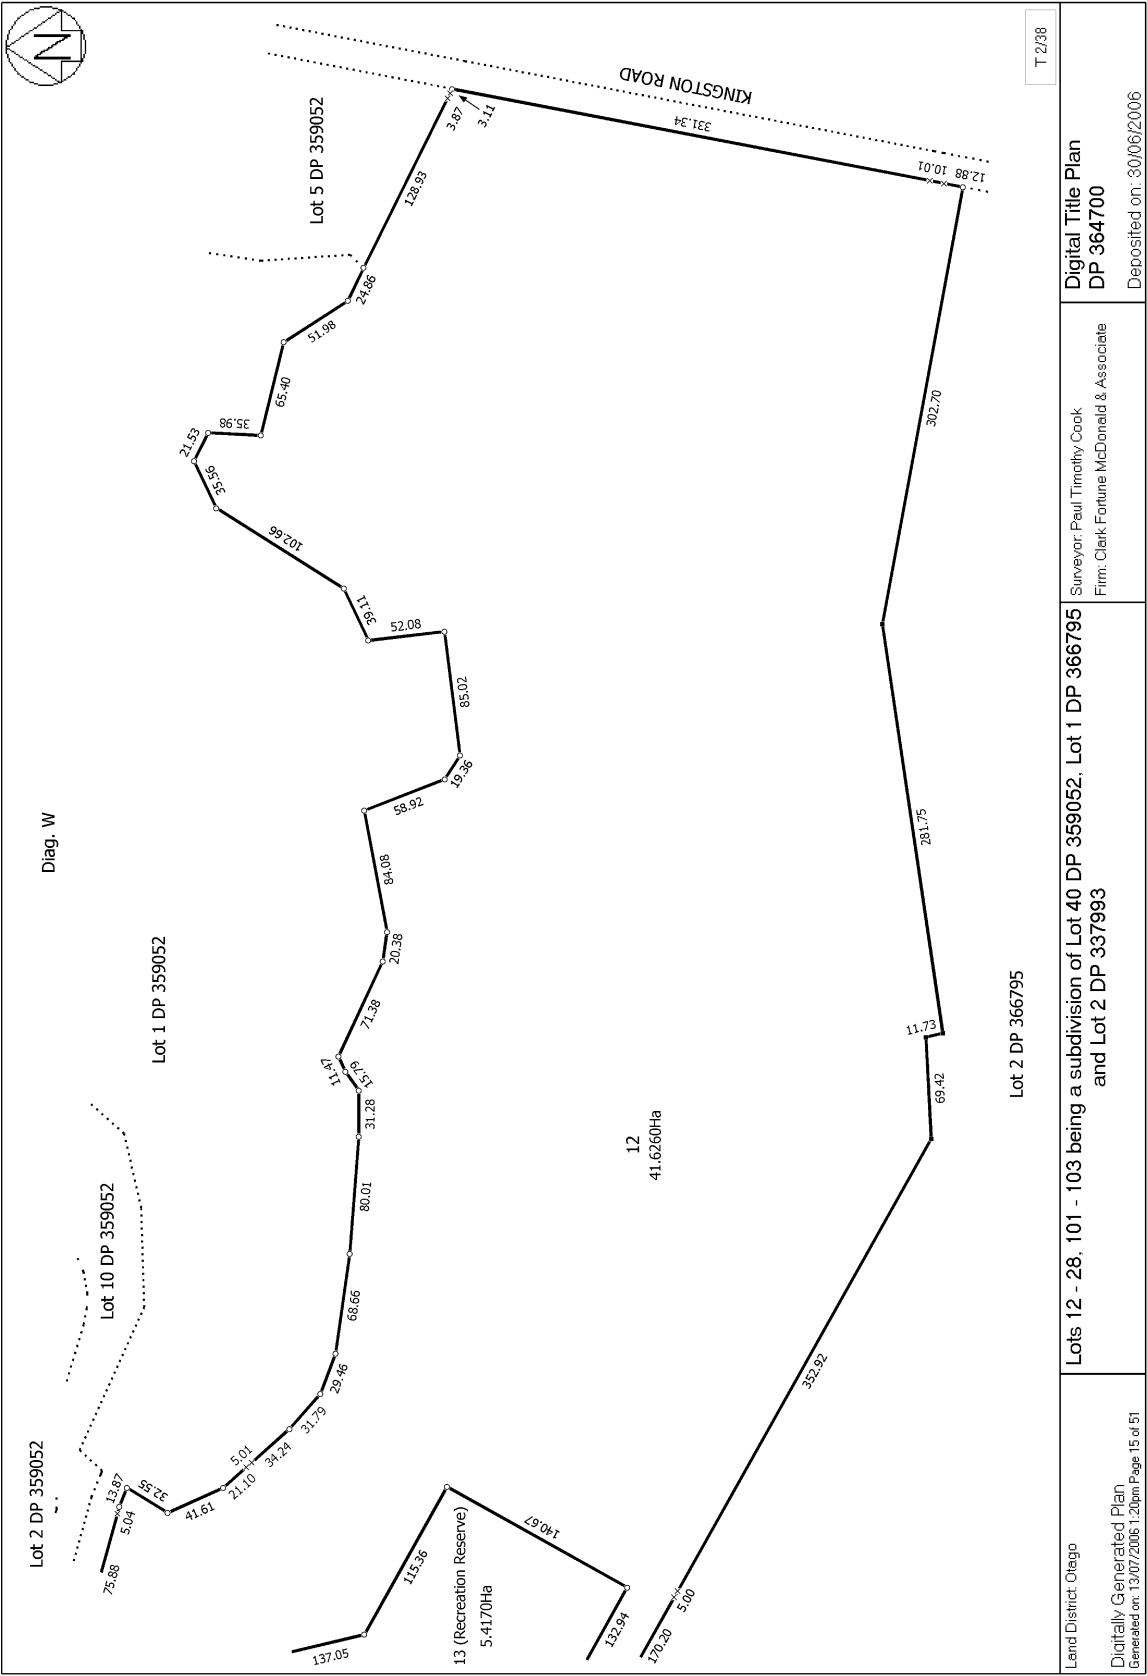 N
T 2/38
Diag. W
KINGSTON ROAD
Lot 5 DP 359052
Lot 1 DP 359052
Lot 10 DP 359052
Lot 2 DP 359052
Lot 2 DP 366795
12
41.6260Ha
13 (Recreation Reserve)
5.4170Ha
75.88
5.04
13.87
32.55
41.61
21.10
5.01
34.24
31.79
29.46
68.66
80.01
31.28
15.79
11.47
71.38
20.38
84.08
58.92
19.36
85.02
52.08
39.11
102.66
35.56
21.53
35.98
65.40
51.98
24.86
128.93
3.87
3.11
331.34
10.01
12.88
302.70
281.75
11.73
69.42
352.92
5.00
170.20
132.94
140.67
115.36
137.05
Land District: Otago
Digitally Generated Plan
Generated on: 13/07/2006 1:20pm Page 15 of 51
Lots 12 - 28, 101 - 103 being a subdivision of Lot 40 DP 359052, Lot 1 DP 366795
and Lot 2 DP 337993
Surveyor: Paul Timothy Cook
Firm: Clark Fortune McDonald & Associate
Digital Title Plan
DP 364700
Deposited on: 30/06/2006